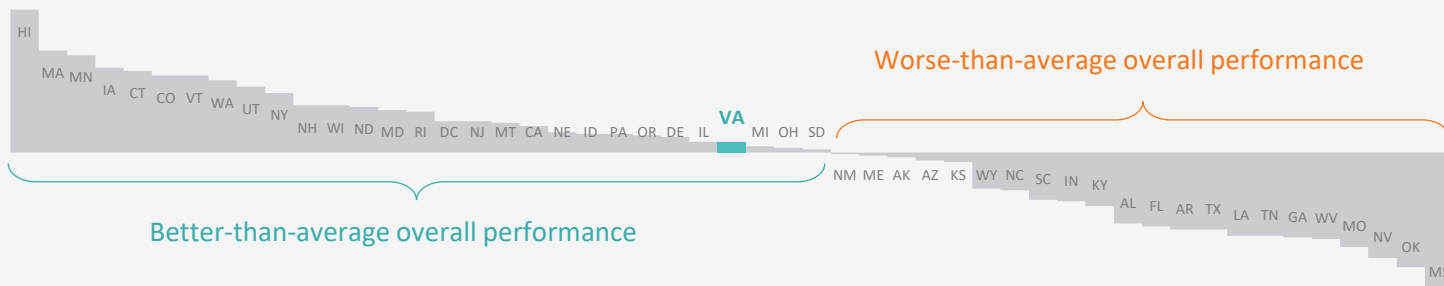 HI
MA MN IA CT CO VT WA UT NY NH WI ND MD RI DC NJ MT CA NE ID PA OR DE IL VA MI OH SD
Worse-than-average overall performance
NM ME AK AZ KS WY NC SC IN KY AL FL AR TX LA TN GA WV MO NV OK MS
Better-than-average overall performance